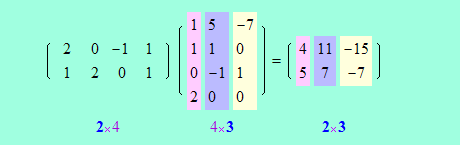 2 0 -1 1
1 2 0 1
1 5 -7
1 1 0
0 -1 1
2 0 0
=
4 11 -15
5 7 -7
2×4 4×3 2×3